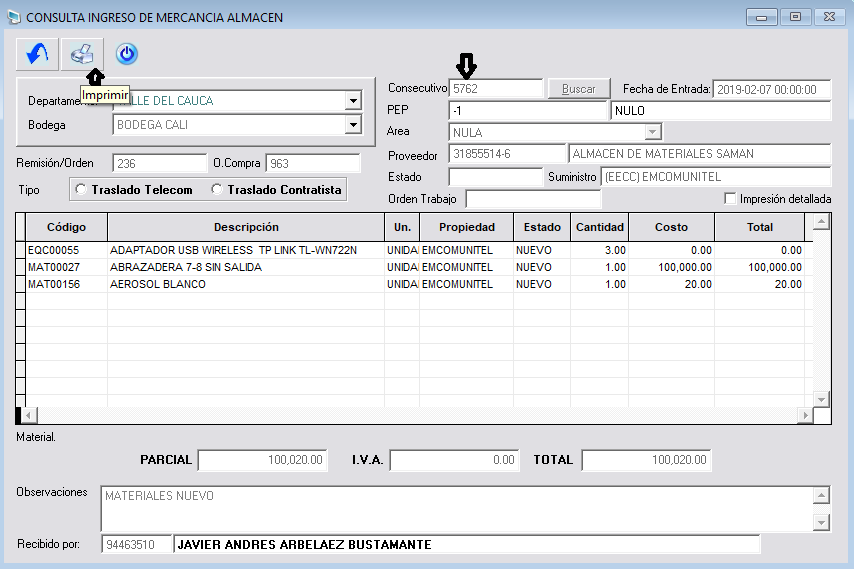 CONSULTA INGRESO DE MERCANCIA ALMACEN
Imprimir
Consecutivo 5762 Buscar Fecha de Entrada: 2019-02-07 00:00:00
PEP -1 NULO
Area NULA
Proveedor 31855514-6 ALMACEN DE MATERIALES SAMAN
Estado Suministro (EECC) EMCOMUNITEL
Orden Trabajo Impresión detallada
DEL CAUCA
Bodega BODEGA CALI
Remisión/Orden 236 O.Compra 963
Tipo Traslado Telecom Traslado Contratista
Código Descripción Un. Propiedad Estado Cantidad Costo Total
EQC00055 ADAPTADOR USB WIRELESS TP LINK TL-WN722N UNIDA EMCOMUNITEL NUEVO 3.00 0.00 0.00
MAT00027 ABRAZADERA 7-8 SIN SALIDA UNIDA EMCOMUNITEL NUEVO 1.00 100,000.00 100,000.00
MAT00156 AEROSOL BLANCO UNIDA EMCOMUNITEL NUEVO 1.00 20.00 20.00
Material.
PARCIAL 100,020.00 I.V.A. 0.00 TOTAL 100,020.00
Observaciones MATERIALES NUEVO
Recibido por: 94463510 JAVIER ANDRES ARBELAEZ BUSTAMANTE